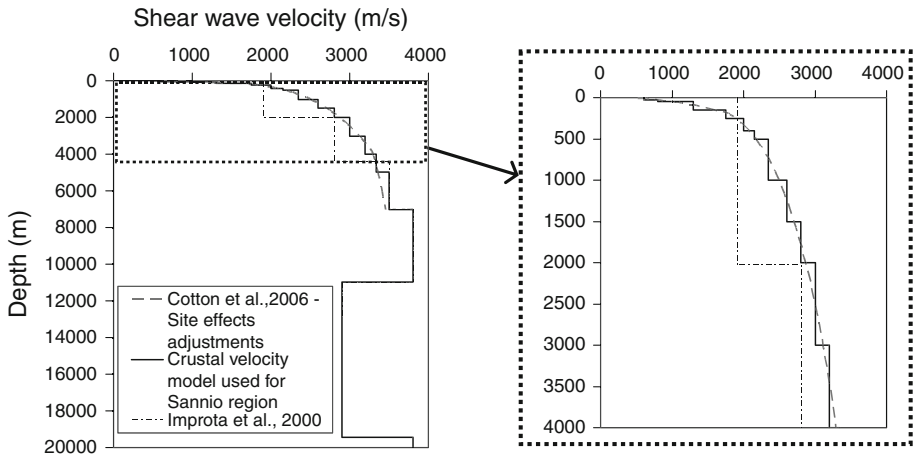 Shear wave velocity (m/s)
0 1000 2000 3000 4000
0
2000
4000
6000
8000
10000
12000
14000
16000
18000
20000
Depth (m)
Cotton et al.,2006 -
Site effects
adjustments
Crustal velocity
model used for
Sannio region
Improta et al., 2000
0 1000 2000 3000 4000
0
500
1000
1500
2000
2500
3000
3500
4000